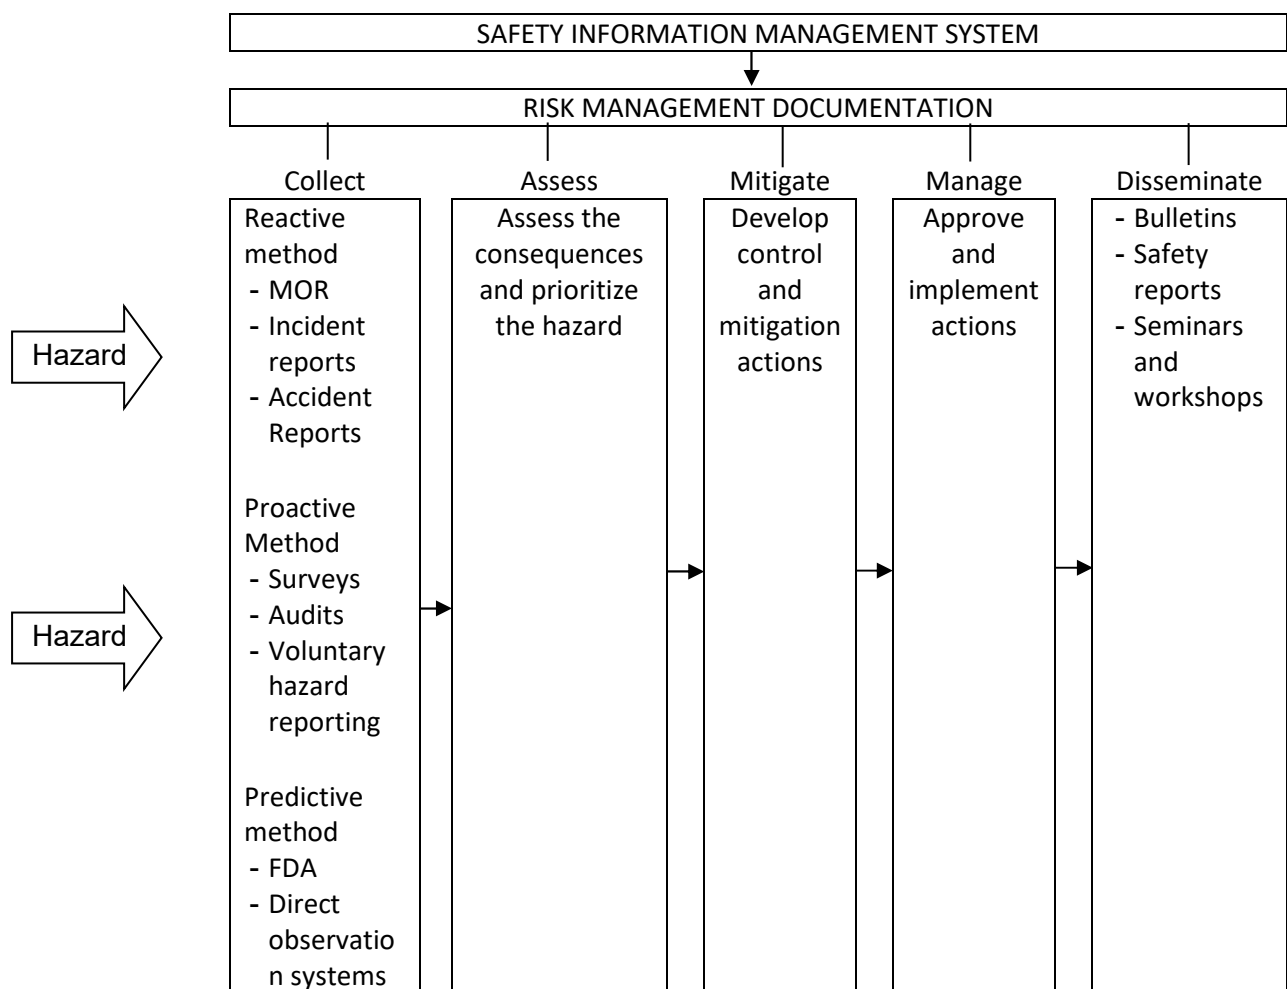 SAFETY INFORMATION MANAGEMENT SYSTEM
RISK MANAGEMENT DOCUMENTATION
Collect
Reactive
method
- MOR
- Incident
reports
- Accident
Reports
Proactive
Method
- Surveys
- Audits
- Voluntary
hazard
reporting
Predictive
method
- FDA
- Direct
observatio
n systems
Assess
Assess the
consequences
and prioritize
the hazard
Mitigate
Develop
control
and
mitigation
actions
Manage
Approve
and
implement
actions
Disseminate
- Bulletins
- Safety
reports
- Seminars
and
workshops
Hazard
Hazard